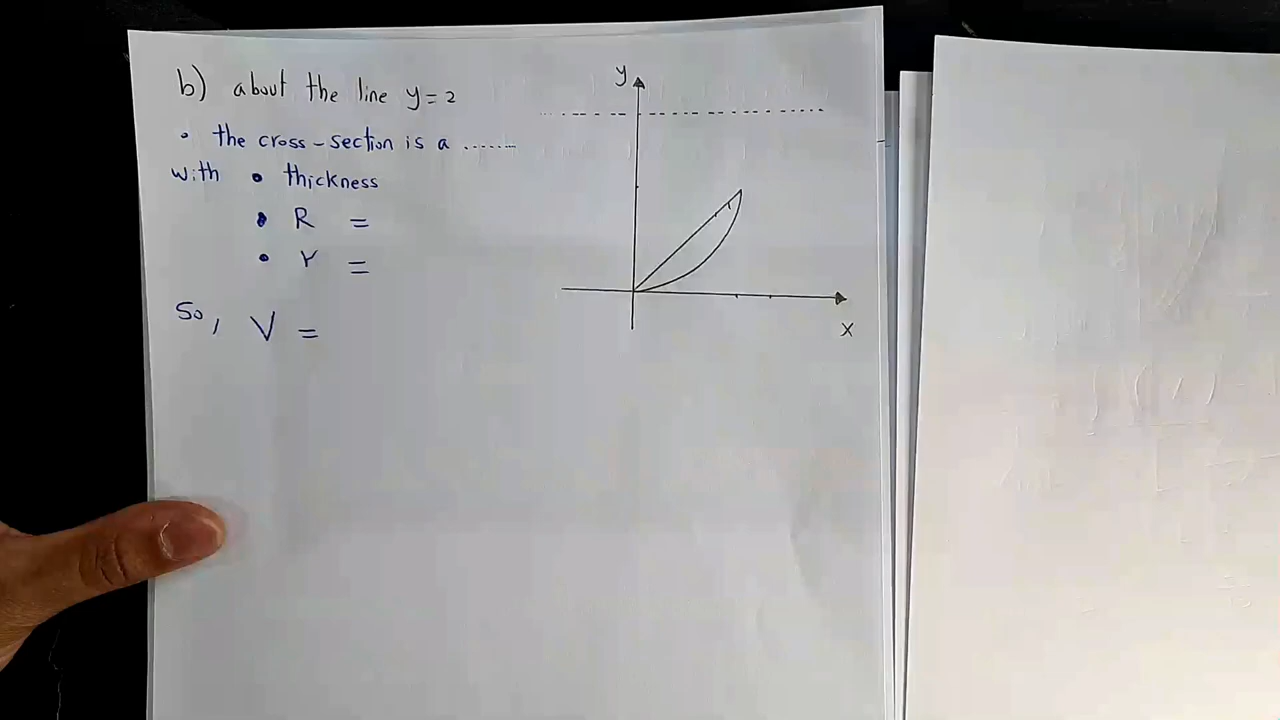 b) about the line y=2
• the cross-section is a .......
with • thickness
• R =
• r =
So, V =
y
x